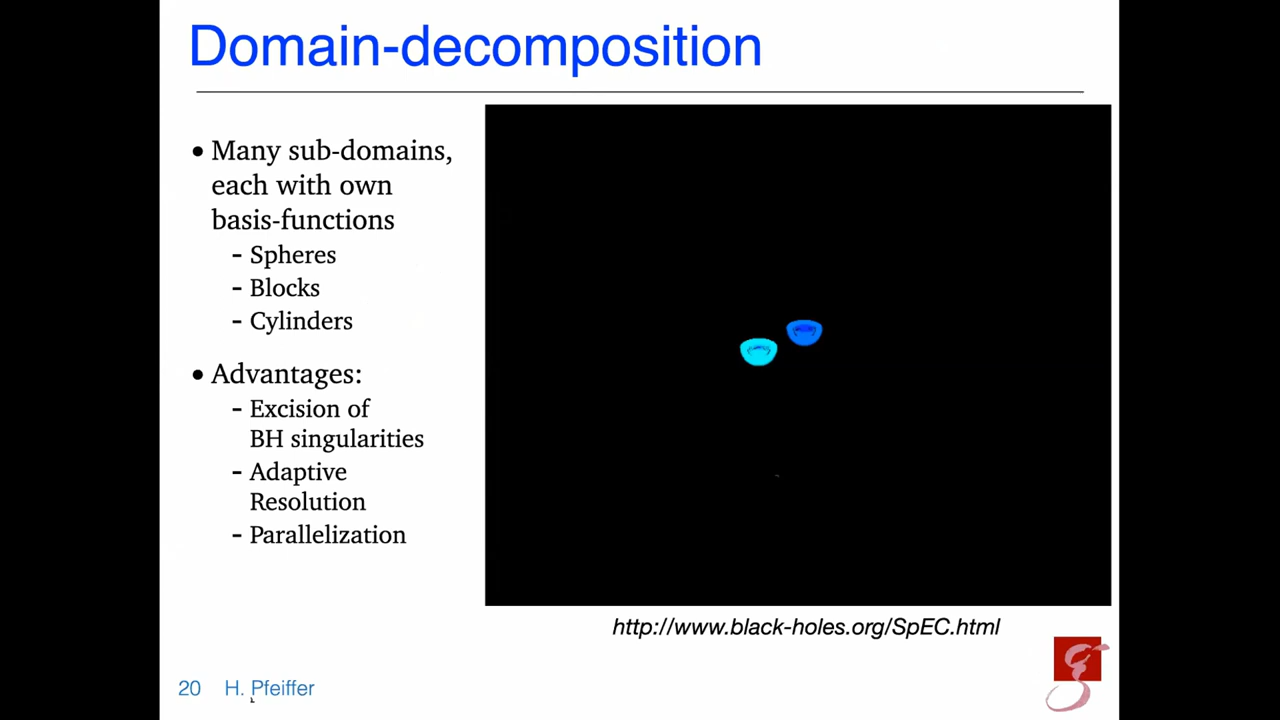 Domain-decomposition
• Many sub-domains,
each with own
basis-functions
- Spheres
- Blocks
- Cylinders
• Advantages:
- Excision of
BH singularities
- Adaptive
Resolution
- Parallelization
http://www.black-holes.org/SpEC.html
20 H. Pfeiffer